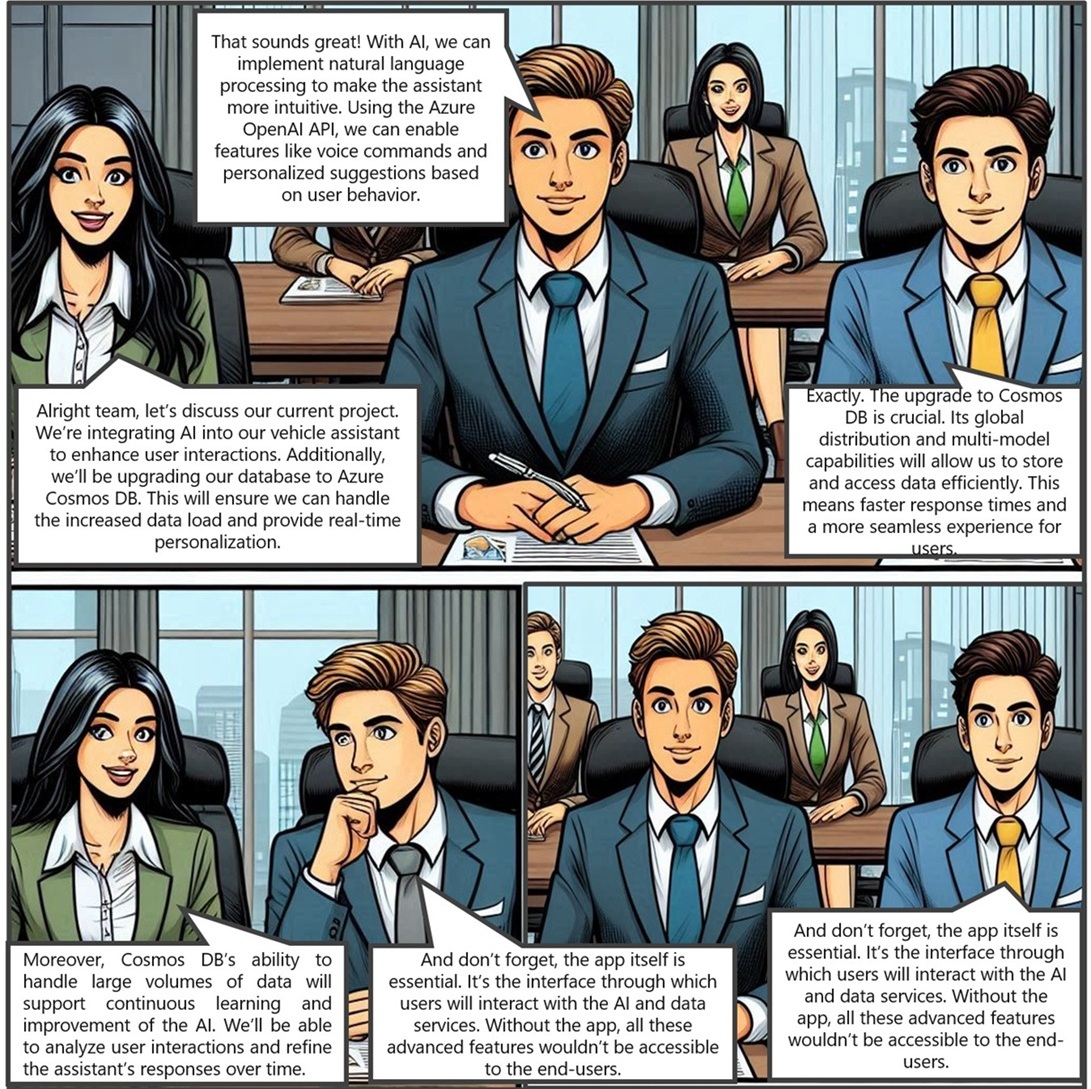 That sounds great! With AI, we can
implement natural language
processing to make the assistant
more intuitive. Using the Azure
OpenAI API, we can enable
features like voice commands and
personalized suggestions based
on user behavior.
Alright team, let's discuss our current project.
We're integrating AI into our vehicle assistant
to enhance user interactions. Additionally,
we'll be upgrading our database to Azure
Cosmos DB. This will ensure we can handle
the increased data load and provide real-time
personalization.
Exactly. The upgrade to Cosmos
DB is crucial. Its global
distribution and multi-model
capabilities will allow us to store
and access data efficiently. This
means faster response times and
a more seamless experience for
users.
Moreover, Cosmos DB's ability to
handle large volumes of data will
support continuous learning and
improvement of the AI. We'll be able
to analyze user interactions and refine
the assistant's responses over time.
And don't forget, the app itself is
essential. It's the interface through which
users will interact with the AI and data
services. Without the app, all these
advanced features wouldn't be accessible
to the end-users.
And don't forget, the app itself is
essential. It's the interface through
which users will interact with the AI
and data services. Without the
app, all these advanced features
wouldn't be accessible to the end-
users.